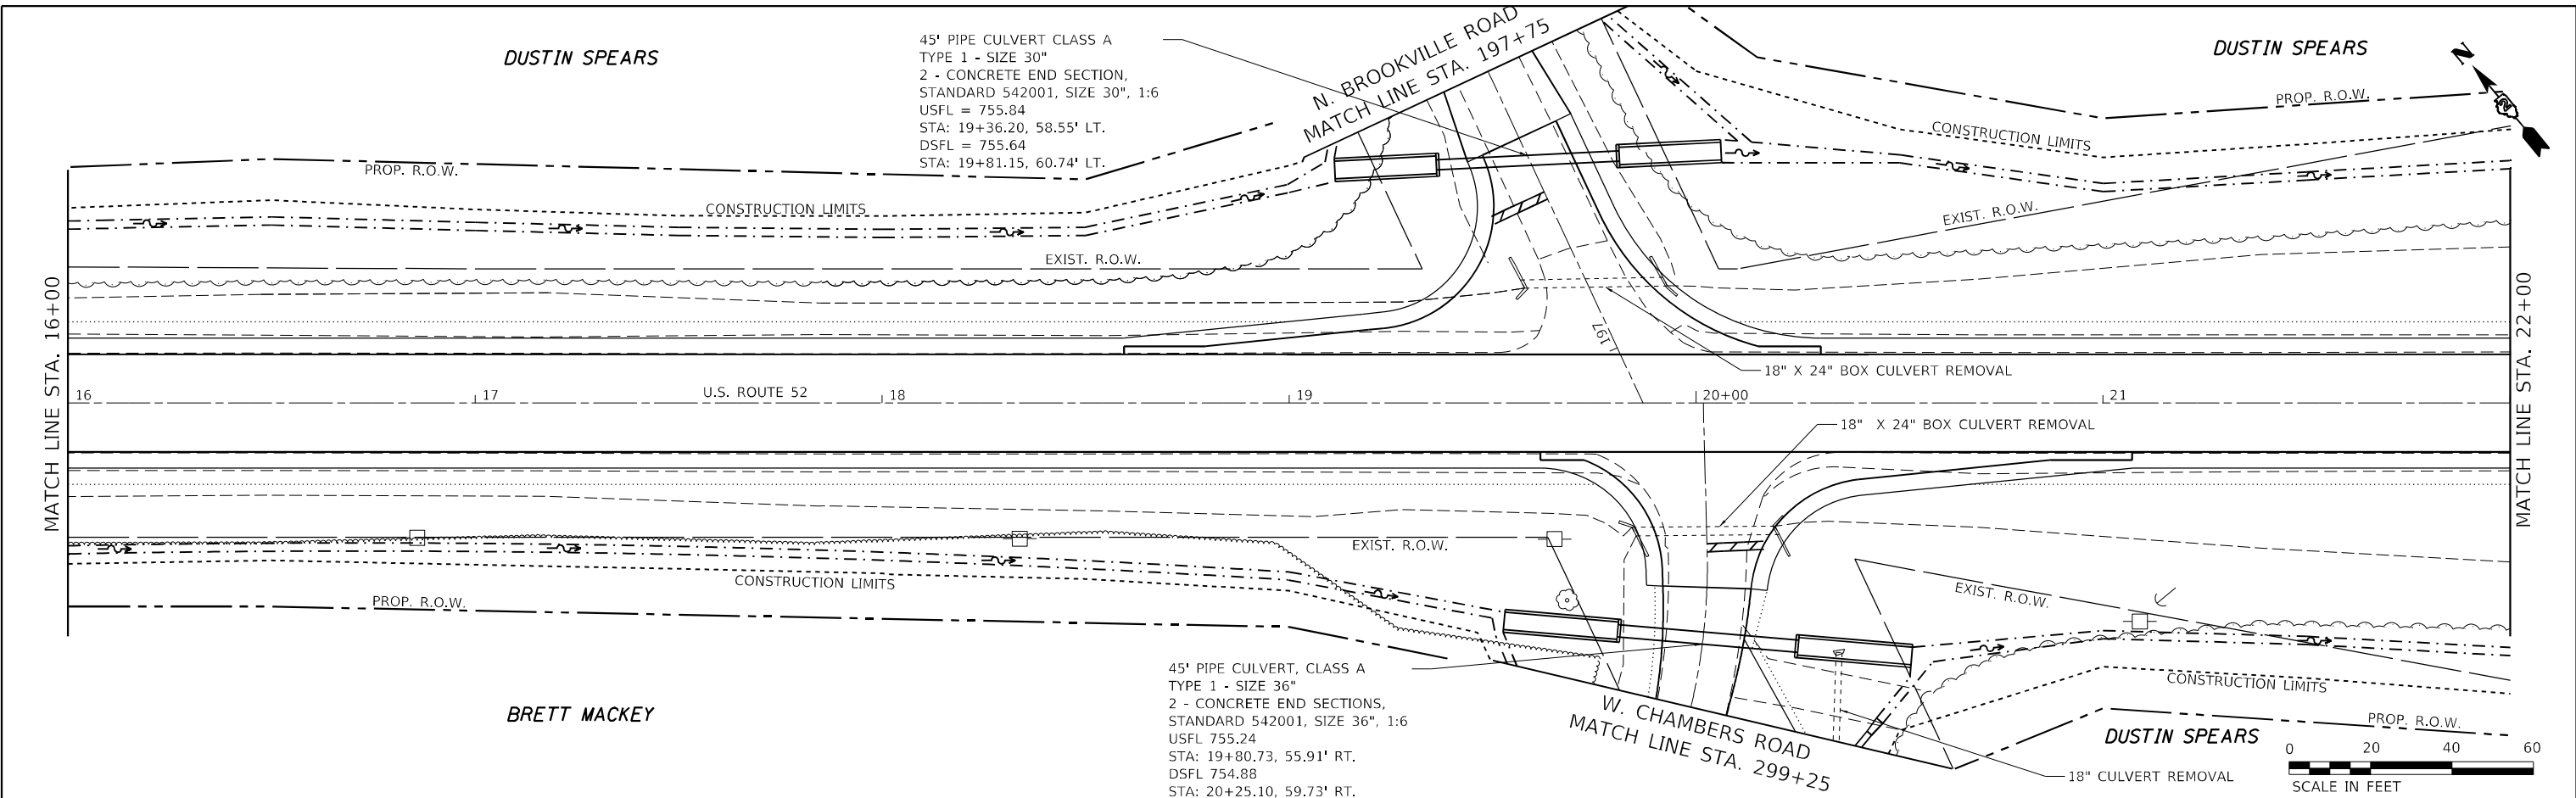 DUSTIN SPEARS
45' PIPE CULVERT CLASS A
TYPE 1 - SIZE 30"
2 - CONCRETE END SECTION,
STANDARD 542001, SIZE 30", 1:6
USFL = 755.84
STA: 19+36.20, 58.55' LT.
DSFL = 755.64
STA: 19+81.15, 60.74' LT.
N. BROOKVILLE ROAD
MATCH LINE STA. 197+75
DUSTIN SPEARS
N
2
PROP. R.O.W.
PROP. R.O.W.
CONSTRUCTION LIMITS
CONSTRUCTION LIMITS
EXIST. R.O.W.
EXIST. R.O.W.
197
18" X 24" BOX CULVERT REMOVAL
MATCH LINE STA. 16+00
MATCH LINE STA. 22+00
16
17
U.S. ROUTE 52
18
19
20+00
21
18" X 24" BOX CULVERT REMOVAL
EXIST. R.O.W.
CONSTRUCTION LIMITS
EXIST. R.O.W.
PROP. R.O.W.
45' PIPE CULVERT, CLASS A
TYPE 1 - SIZE 36"
2 - CONCRETE END SECTIONS,
STANDARD 542001, SIZE 36", 1:6
USFL 755.24
STA: 19+80.73, 55.91' RT.
DSFL 754.88
STA: 20+25.10, 59.73' RT.
BRETT MACKEY
W. CHAMBERS ROAD
MATCH LINE STA. 299+25
CONSTRUCTION LIMITS
PROP. R.O.W.
DUSTIN SPEARS
18" CULVERT REMOVAL
0 20 40 60
SCALE IN FEET